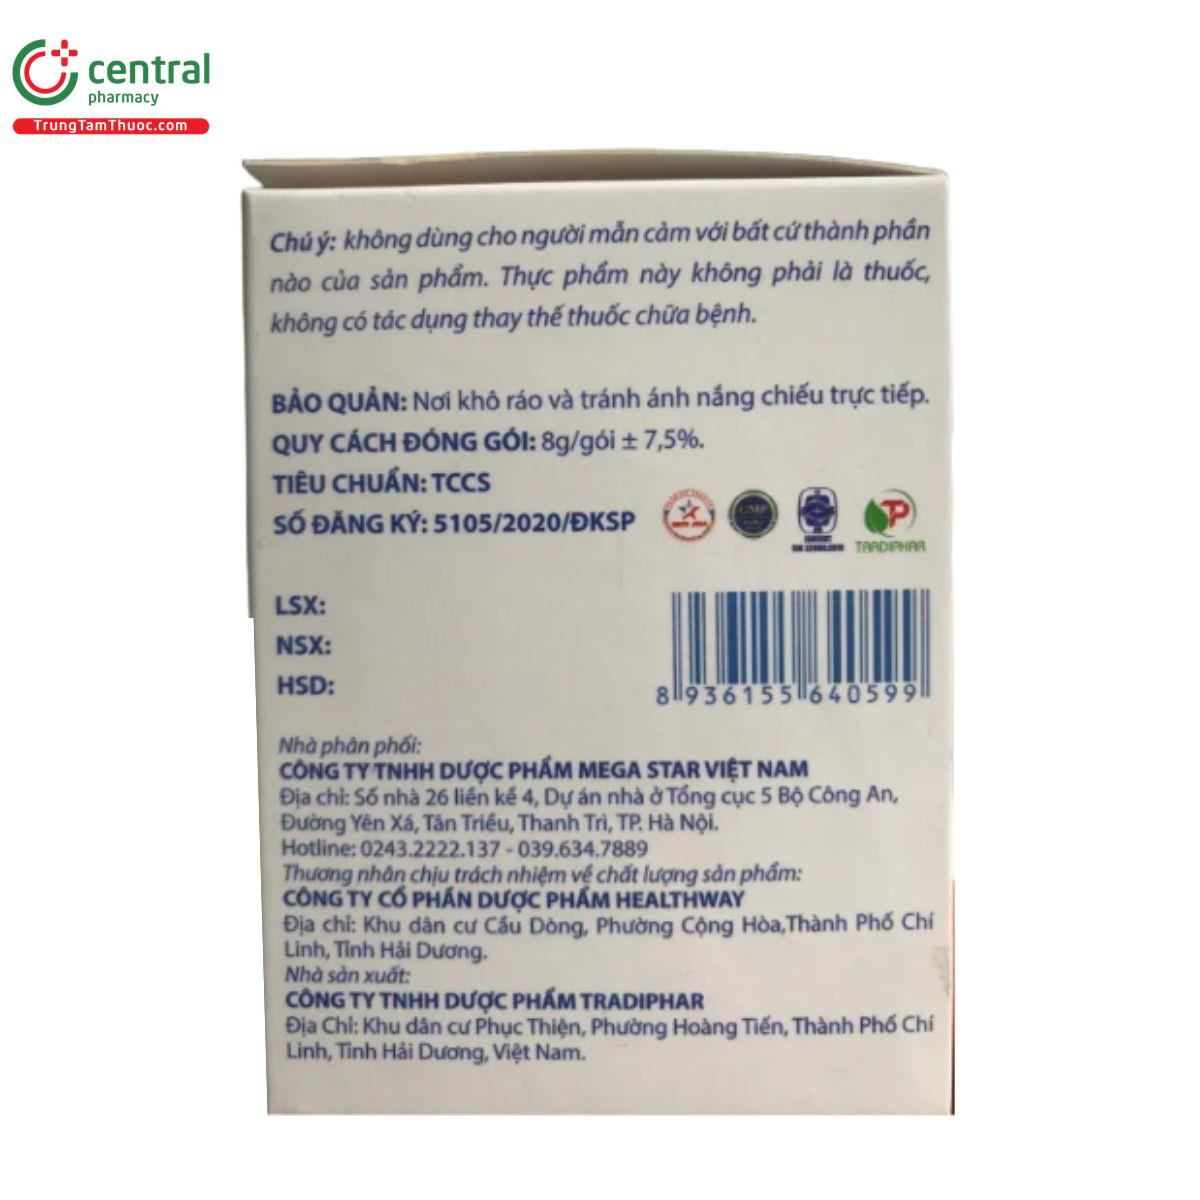 central
pharmacy
TrungTamThuoc.com
Chú ý: không dùng cho người mẫn cảm với bất cứ thành phần
nào của sản phẩm. Thực phẩm này không phải là thuốc,
không có tác dụng thay thế thuốc chữa bệnh.
BẢO QUẢN: Nơi khô ráo và tránh ánh nắng chiếu trực tiếp.
QUY CÁCH ĐÓNG GÓI: 8g/gói ± 7,5%.
TIÊU CHUẨN: TCCS
SỐ ĐĂNG KÝ: 5105/2020/ĐKSP
GMP
TP
TRADIPHAR
LSX:
NSX:
HSD:
8 936155 640599
Nhà phân phối:
CÔNG TY TNHH DƯỢC PHẨM MEGA STAR VIỆT NAM
Địa chỉ: Số nhà 26 liền kề 4, Dự án nhà ở Tổng cục 5 Bộ Công An,
Đường Yên Xá, Tân Triều, Thanh Trì, TP. Hà Nội.
Hotline: 0243.2222.137 - 039.634.7889
Thương nhân chịu trách nhiệm về chất lượng sản phẩm:
CÔNG TY CỔ PHẦN DƯỢC PHẨM HEALTHWAY
Địa chỉ: Khu dân cư Cầu Dòng, Phường Cộng Hòa,Thành Phố Chí
Linh, Tỉnh Hải Dương.
Nhà sản xuất:
CÔNG TY TNHH DƯỢC PHẨM TRADIPHAR
Địa Chỉ: Khu dân cư Phục Thiện, Phường Hoàng Tiến, Thành Phố Chí
Linh, Tỉnh Hải Dương, Việt Nam.